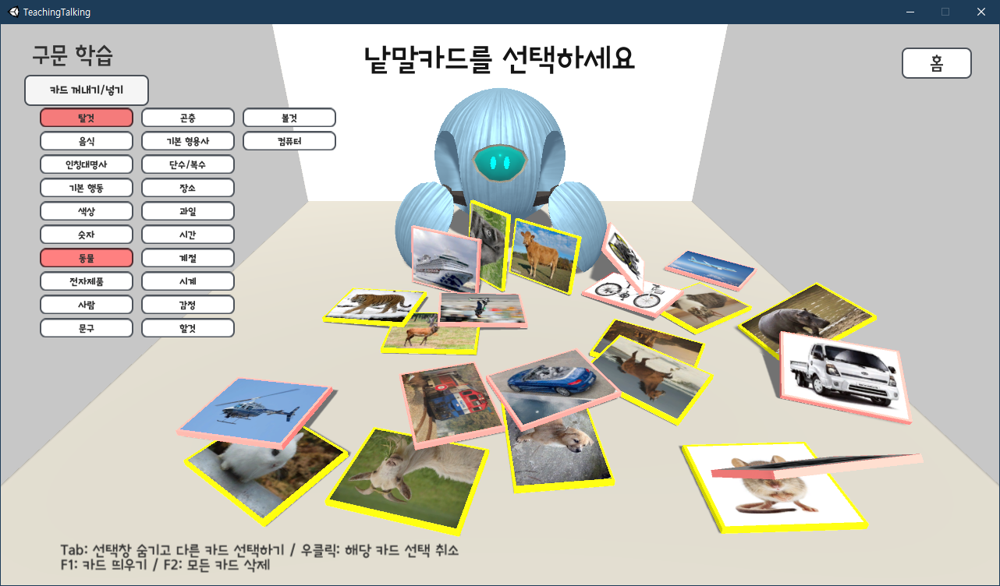 TeachingTalking
구문 학습
낱말카드를 선택하세요
홈
카드 꺼내기/넣기
탈것 곤충 볼것
음식 기본 형용사 컴퓨터
인칭대명사 단수/복수
기본 행동 장소
색상 과일
숫자 시간
동물 계절
전자제품 시계
사람 감정
문구 할것
Tab: 선택창 숨기고 다른 카드 선택하기 / 우클릭: 해당 카드 선택 취소
F1: 카드 띄우기 / F2: 모든 카드 삭제